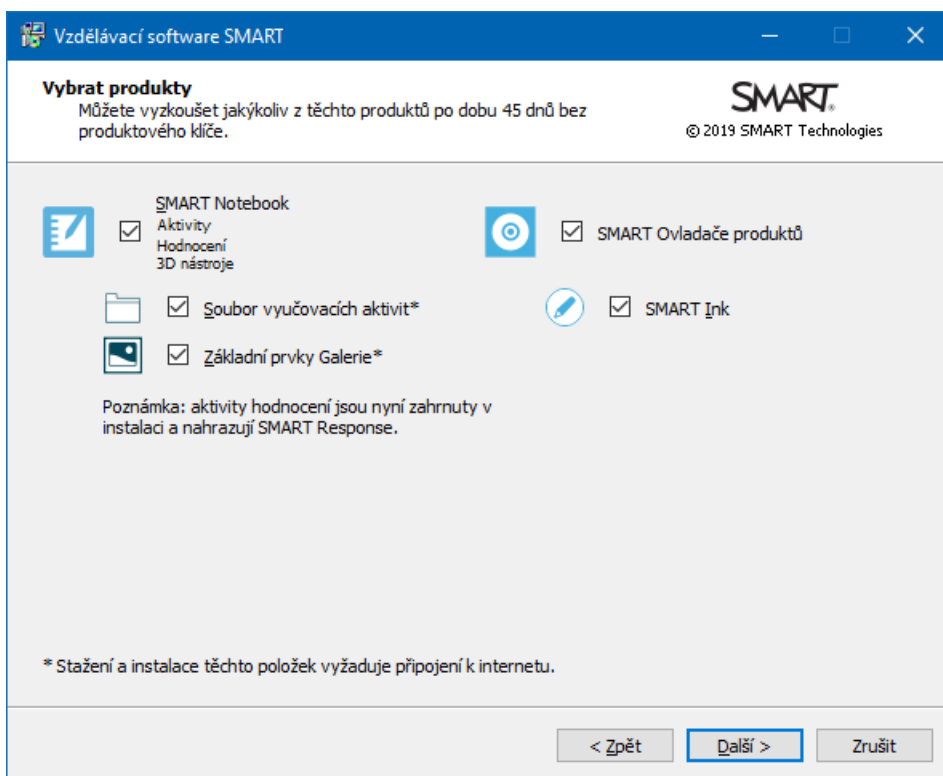 Vzdělávací software SMART
Vybrat produkty
Můžete vyzkoušet jakýkoliv z těchto produktů po dobu 45 dnů bez
produktového klíče.
SMART
© 2019 SMART Technologies
SMART Notebook
Aktivity
Hodnocení
3D nástroje
SMART Ovladače produktů
Soubor vyučovacích aktivit*
SMART Ink
Základní prvky Galerie*
Poznámka: aktivity hodnocení jsou nyní zahrnuty v
instalaci a nahrazují SMART Response.
* Stažení a instalace těchto položek vyžaduje připojení k internetu.
< Zpět
Další >
Zrušit